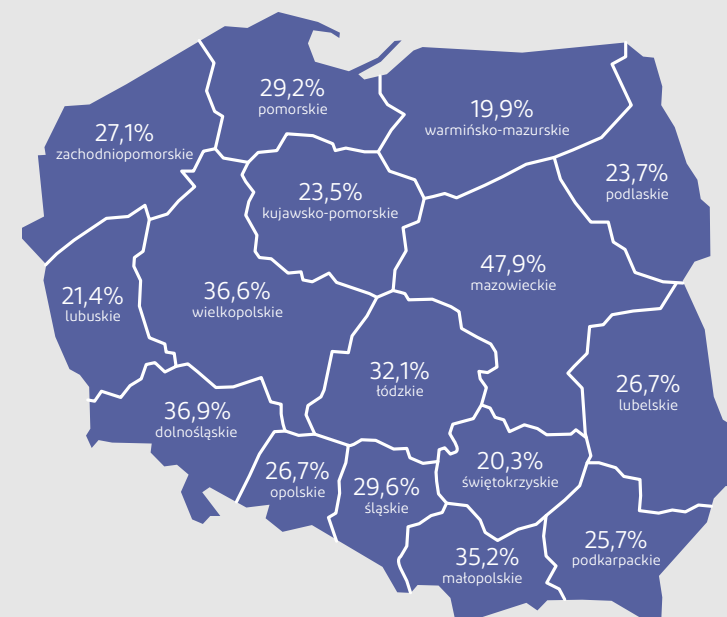 29,2%
pomorskie
19,9%
warmińsko-mazurskie
27,1%
zachodniopomorskie
23,7%
podlaskie
23,5%
kujawsko-pomorskie
47,9%
mazowieckie
21,4%
lubuskie
36,6%
wielkopolskie
32,1%
łódzkie
26,7%
lubelskie
36,9%
dolnośląskie
20,3%
świętokrzyskie
26,7%
opolskie
29,6%
śląskie
25,7%
podkarpackie
35,2%
małopolskie